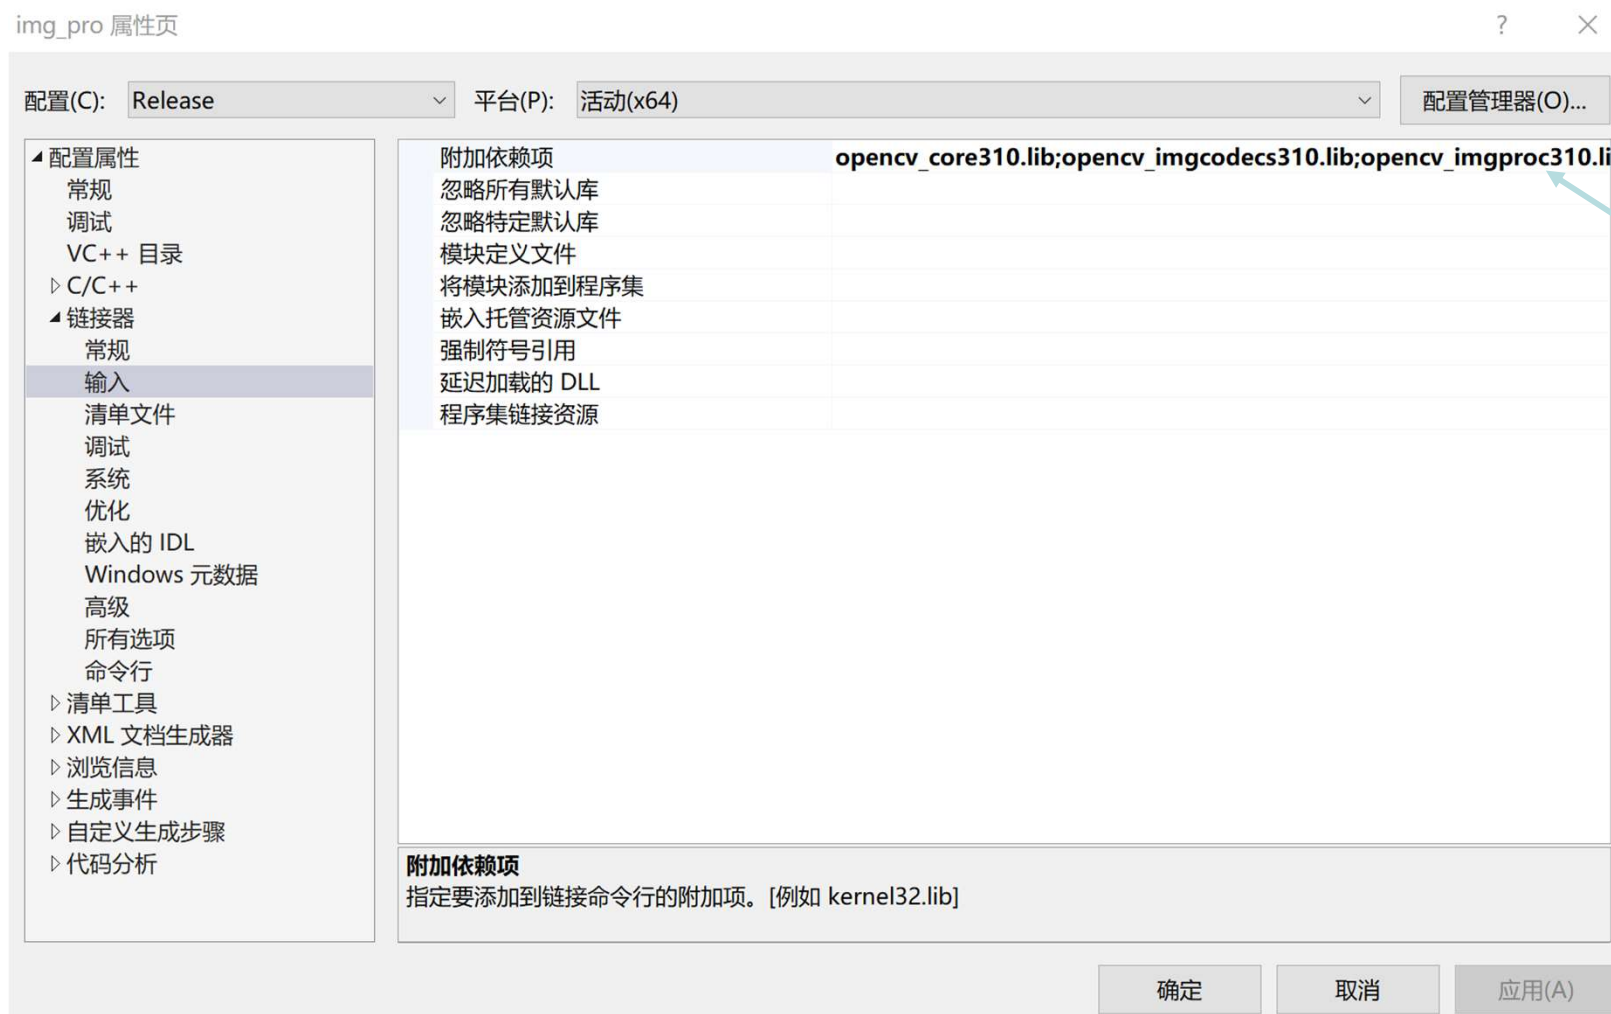 img_pro 属性页
配置(C): Release 平台(P): 活动(x64) 配置管理器(O)...
配置属性
常规
调试
VC++ 目录
C/C++
链接器
常规
输入
清单文件
调试
系统
优化
嵌入的 IDL
Windows 元数据
高级
所有选项
命令行
清单工具
XML 文档生成器
浏览信息
生成事件
自定义生成步骤
代码分析
附加依赖项 opencv_core310.lib;opencv_imgcodecs310.lib;opencv_imgproc310.li
忽略所有默认库
忽略特定默认库
模块定义文件
将模块添加到程序集
嵌入托管资源文件
强制符号引用
延迟加载的 DLL
程序集链接资源
附加依赖项
指定要添加到链接命令行的附加项。[例如 kernel32.lib]
确定 取消 应用(A)